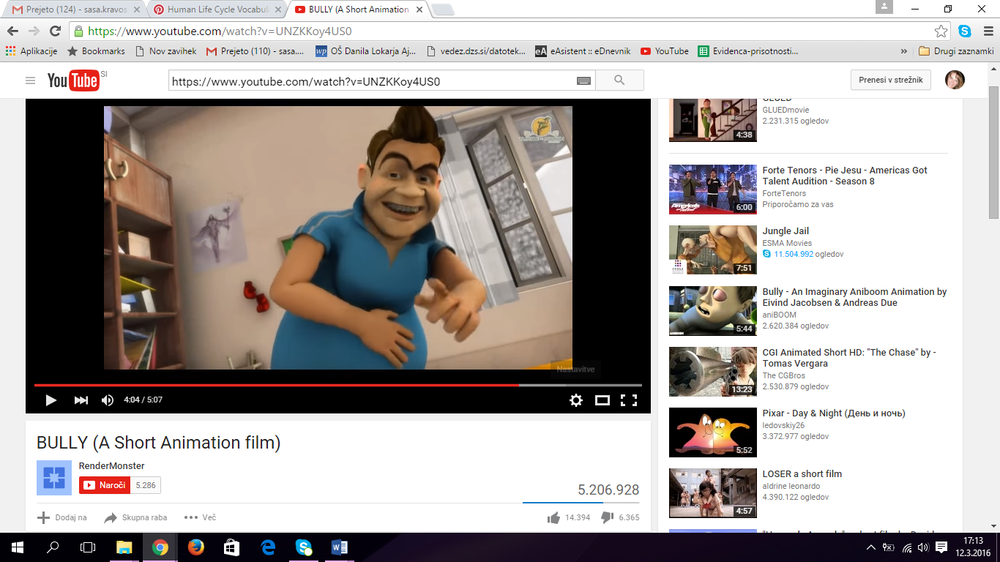 Prejeto (124) - sasa.kravos
Human Life Cycle Vocabul
BULLY (A Short Animation
https://www.youtube.com/watch?v=UNZKKoy4US0
Aplikacije
Bookmarks
Nov zavihek
Prejeto (110) - sasa....
OŠ Danila Lokarja Aj...
vedez.dzs.si/datotek...
eAsistent :: eDnevnik
YouTube
Evidenca-prisotnosti...
»
Drugi zaznamki
YouTube SI
https://www.youtube.com/watch?v=UNZKKoy4US0
Prenesi v strežnik
Nastavitve
4:04 / 5:07
BULLY (A Short Animation film)
RenderMonster
Naroči 5.286
5.206.928
Dodaj na
Skupna raba
Več
14.394
6.365
GLUED
GLUEDmovie
2.231.315 ogledov
4:38
Forte Tenors - Pie Jesu - Americas Got
Talent Audition - Season 8
ForteTenors
Priporočamo za vas
6:00
Jungle Jail
ESMA Movies
11.504.992 ogledov
7:51
Bully - An Imaginary Aniboom Animation by
Eivind Jacobsen & Andreas Due
aniBOOM
2.620.384 ogledov
5:44
CGI Animated Short HD: "The Chase" by -
Tomas Vergara
The CGBros
2.530.879 ogledov
13:23
Pixar - Day & Night (День и ночь)
ledovskiy26
3.372.977 ogledov
5:52
LOSER a short film
aldrine leonardo
4.390.122 ogledov
4:57
17:13
12.3.2016